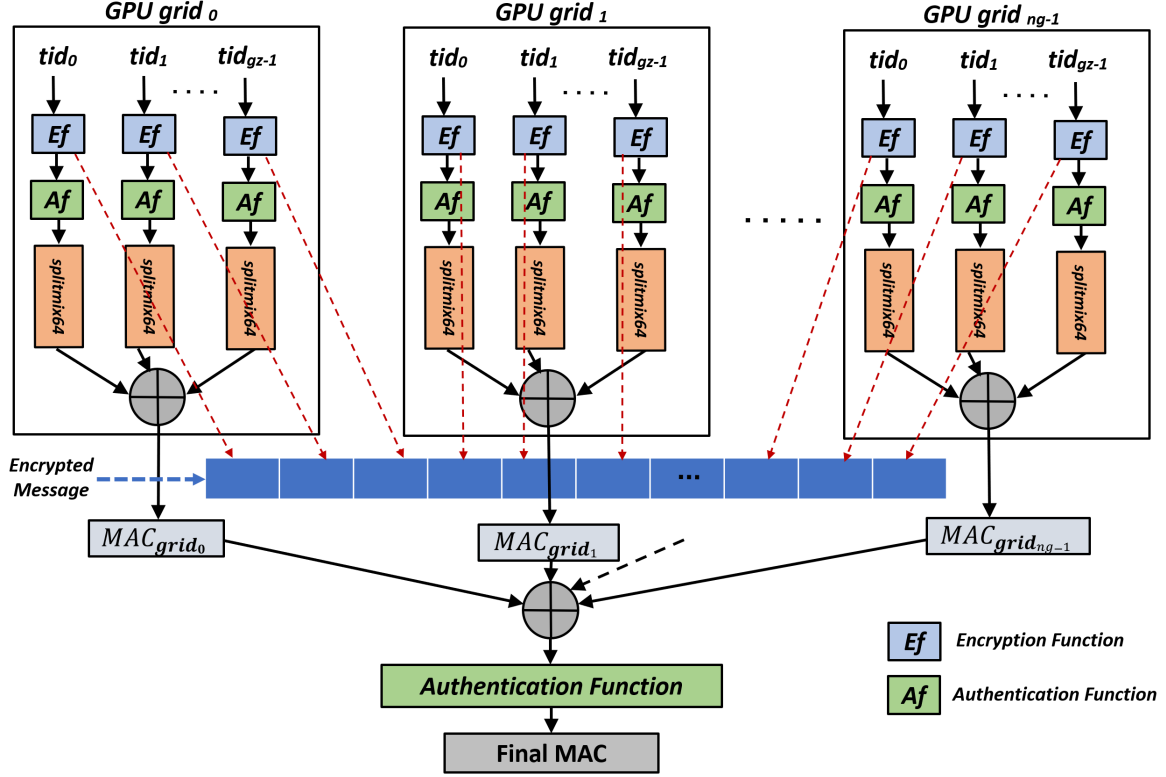 GPU grid 0
GPU grid 1
GPU grid ng-1
tid0 tid1 tidgz-1
tid0 tid1 tidgz-1
tid0 tid1 tidgz-1
. . . .
. . . .
. . . .
Ef Ef Ef
Ef Ef Ef
Ef Ef Ef
Af Af Af
Af Af Af
Af Af Af
. . . . .
splitmix64 splitmix64 splitmix64
splitmix64 splitmix64 splitmix64
splitmix64 splitmix64 splitmix64
Encrypted
Message
...
MACgrid0
MACgrid1
MACgridng−1
Ef Encryption Function
Authentication Function
Af Authentication Function
Final MAC